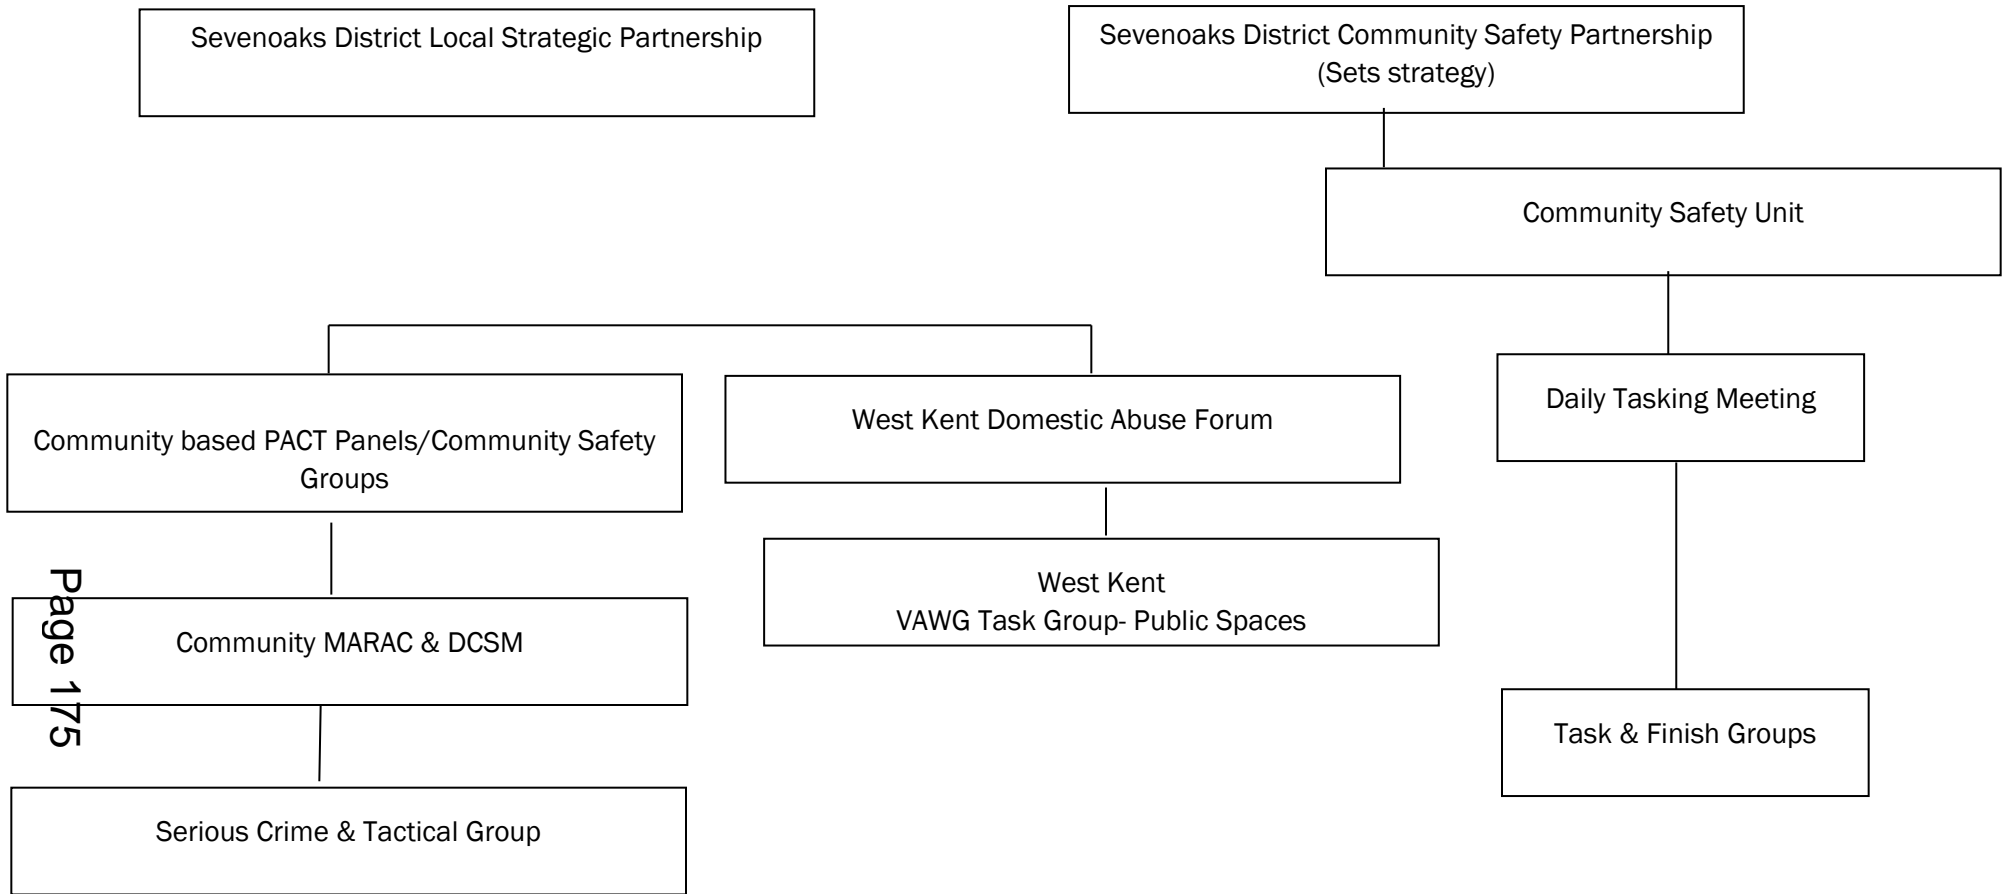 Sevenoaks District Local Strategic Partnership
Sevenoaks District Community Safety Partnership
(Sets strategy)
Community Safety Unit
Community based PACT Panels/Community Safety
Groups
West Kent Domestic Abuse Forum
Daily Tasking Meeting
West Kent
VAWG Task Group- Public Spaces
Community MARAC & DCSM
Task & Finish Groups
Serious Crime & Tactical Group
Page 175